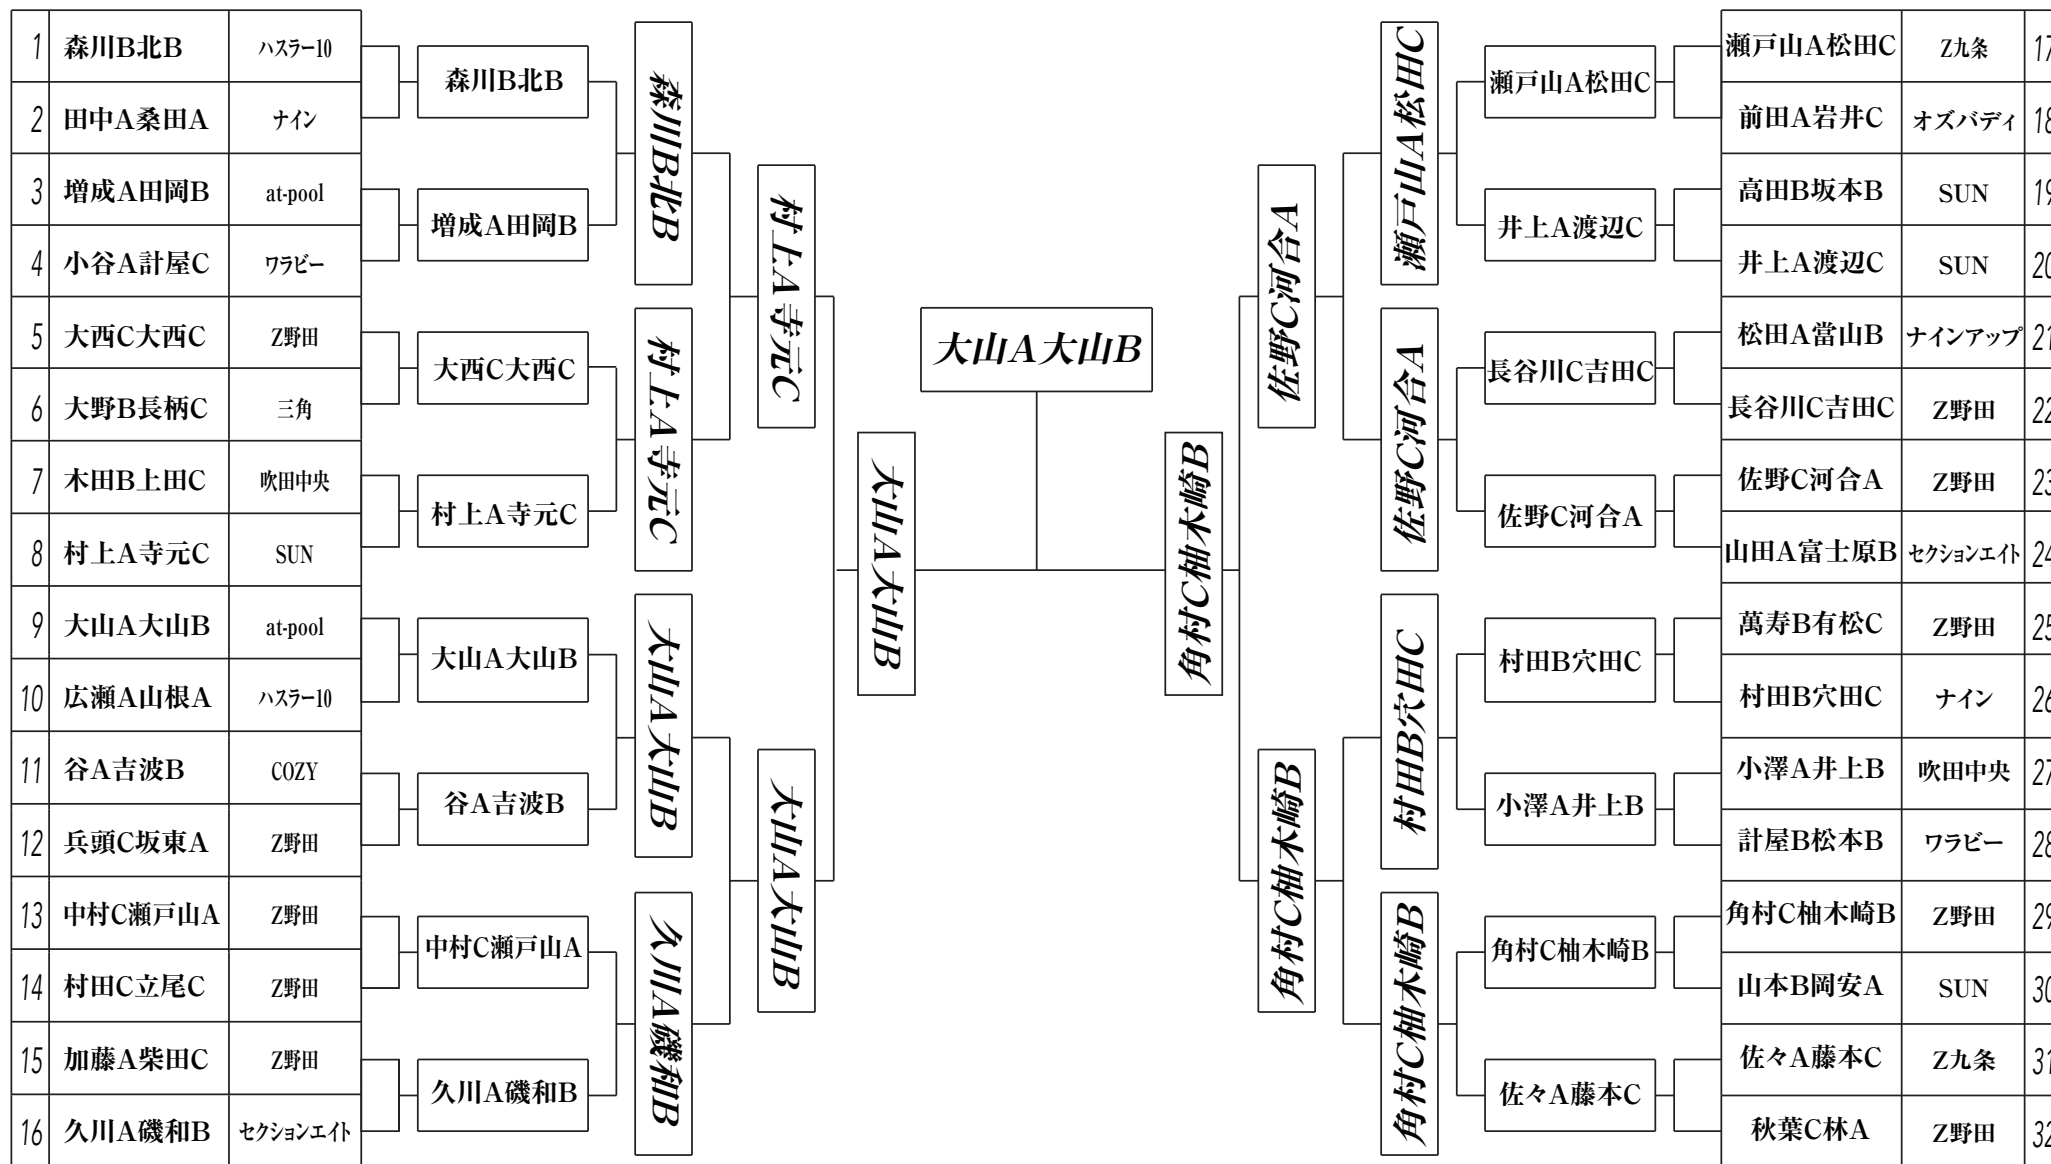 1 森川B北B ハスラー10
2 田中A桑田A ナイン
3 増成A田岡B at-pool
4 小谷A計屋C ワラビー
5 大西C大西C Z野田
6 大野B長柄C 三角
7 木田B上田C 吹田中央
8 村上A寺元C SUN
9 大山A大山B at-pool
10 広瀬A山根A ハスラー10
11 谷A吉波B COZY
12 兵頭C坂東A Z野田
13 中村C瀬戸山A Z野田
14 村田C立尾C Z野田
15 加藤A柴田C Z野田
16 久川A磯和B セクションエイト
森川B北B
増成A田岡B
大西C大西C
村上A寺元C
大山A大山B
谷A吉波B
中村C瀬戸山A
久川A磯和B
森川B北B
村上A寺元C
大山A大山B
久川A磯和B
村上A寺元C
大山A大山B
大山A大山B
大山A大山B
角村C柚木崎B
佐野C河合A
角村C柚木崎B
瀬戸山A松田C
佐野C河合A
村田B穴田C
角村C柚木崎B
瀬戸山A松田C
井上A渡辺C
長谷川C吉田C
佐野C河合A
村田B穴田C
小澤A井上B
角村C柚木崎B
佐々A藤本C
瀬戸山A松田C Z九条 17
前田A岩井C オズバディ 18
高田B坂本B SUN 19
井上A渡辺C SUN 20
松田A當山B ナインアップ 21
長谷川C吉田C Z野田 22
佐野C河合A Z野田 23
山田A富士原B セクションエイト 24
萬寿B有松C Z野田 25
村田B穴田C ナイン 26
小澤A井上B 吹田中央 27
計屋B松本B ワラビー 28
角村C柚木崎B Z野田 29
山本B岡安A SUN 30
佐々A藤本C Z九条 31
秋葉C林A Z野田 32